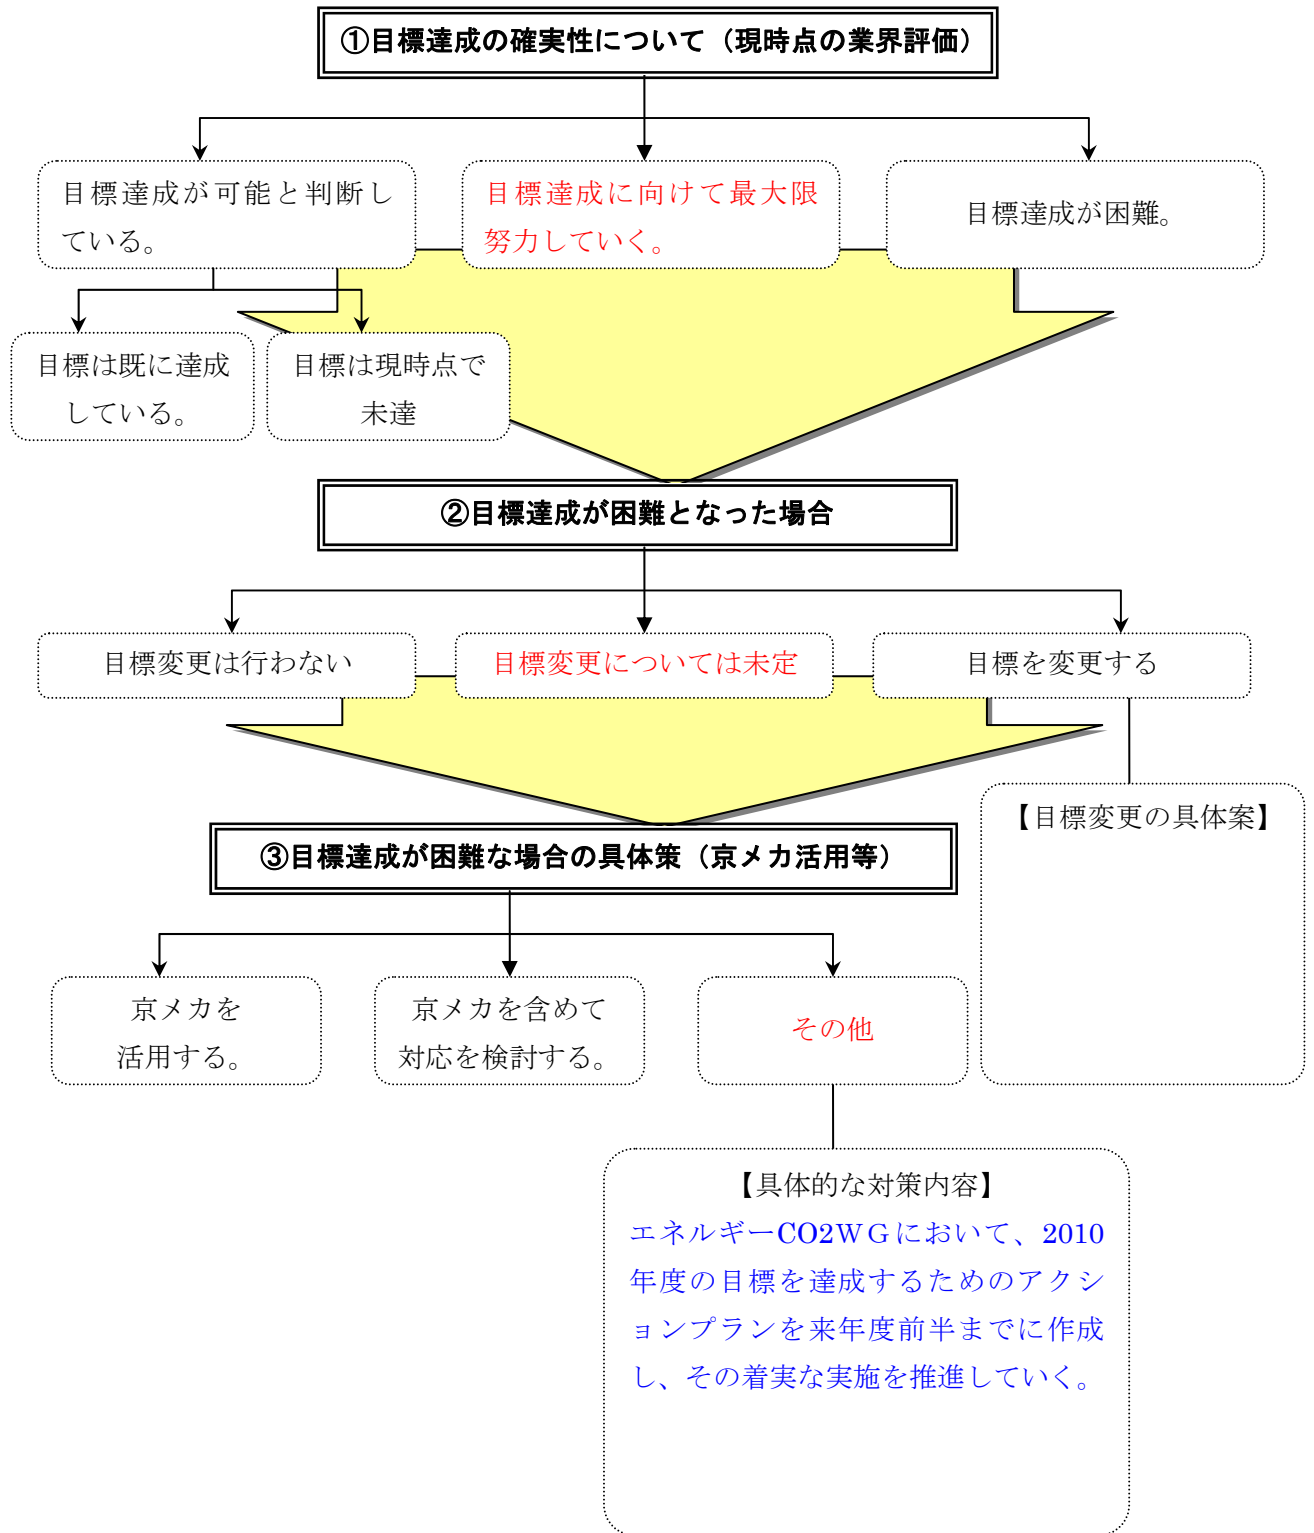 ①目標達成の確実性について（現時点の業界評価）
目標達成が可能と判断し
ている。
目標達成に向けて最大限
努力していく。
目標達成が困難。
目標は既に達成
している。
目標は現時点で
未達
②目標達成が困難となった場合
目標変更は行わない
目標変更については未定
目標を変更する
【目標変更の具体案】
③目標達成が困難な場合の具体策（京メカ活用等）
京メカを
活用する。
京メカを含めて
対応を検討する。
その他
【具体的な対策内容】
エネルギーCO2ＷＧにおいて、2010
年度の目標を達成するためのアクシ
ョンプランを来年度前半までに作成
し、その着実な実施を推進していく。